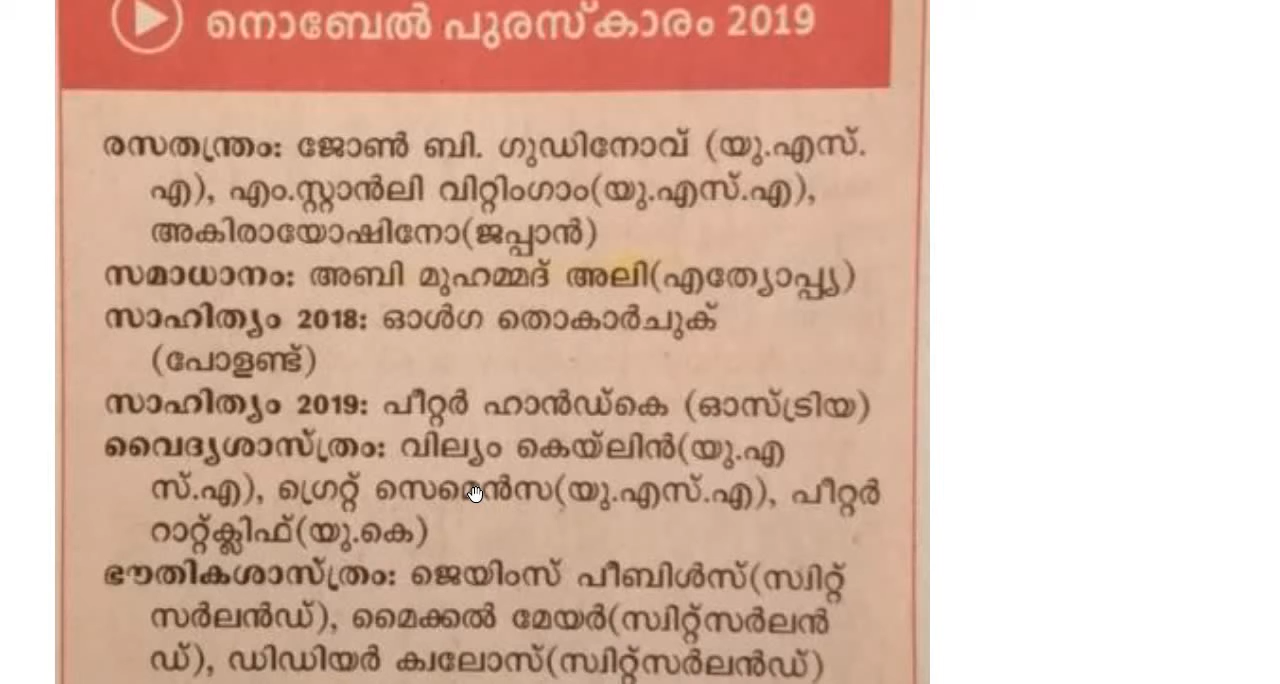 നൊബേൽ പുരസ്കാരം 2019
രസതന്ത്രം: ജോൺ ബി. ഗുഡിനോവ് (യു.എസ്.
എ), എം.സ്റ്റാൻലി വിറ്റിംഗാം(യു.എസ്.എ),
അകിരായോഷിനോ(ജപ്പാൻ)
സമാധാനം: അബി മുഹമ്മദ് അലി(എത്യോപ്യ)
സാഹിത്യം 2018: ഓൾഗ തൊകാർചുക്
(പോളണ്ട്)
സാഹിത്യം 2019: പീറ്റർ ഹാൻഡ്കെ (ഓസ്ട്രിയ)
വൈദ്യശാസ്ത്രം: വില്യം കെയ്ലിൻ(യു.എ
സ്.എ), ഗ്രെറ്റ് സെമെൻസ(യു.എസ്.എ), പീറ്റർ
റാറ്റ്ക്ലിഫ്(യു.കെ)
ഭൗതികശാസ്ത്രം: ജെയിംസ് പീബിൾസ്(സ്വിറ്റ്
സർലൻഡ്), മൈക്കൽ മേയർ(സ്വിറ്റ്സർലൻ
ഡ്), ഡിഡിയർ ക്വലോസ്(സ്വിറ്റ്സർലൻഡ്)